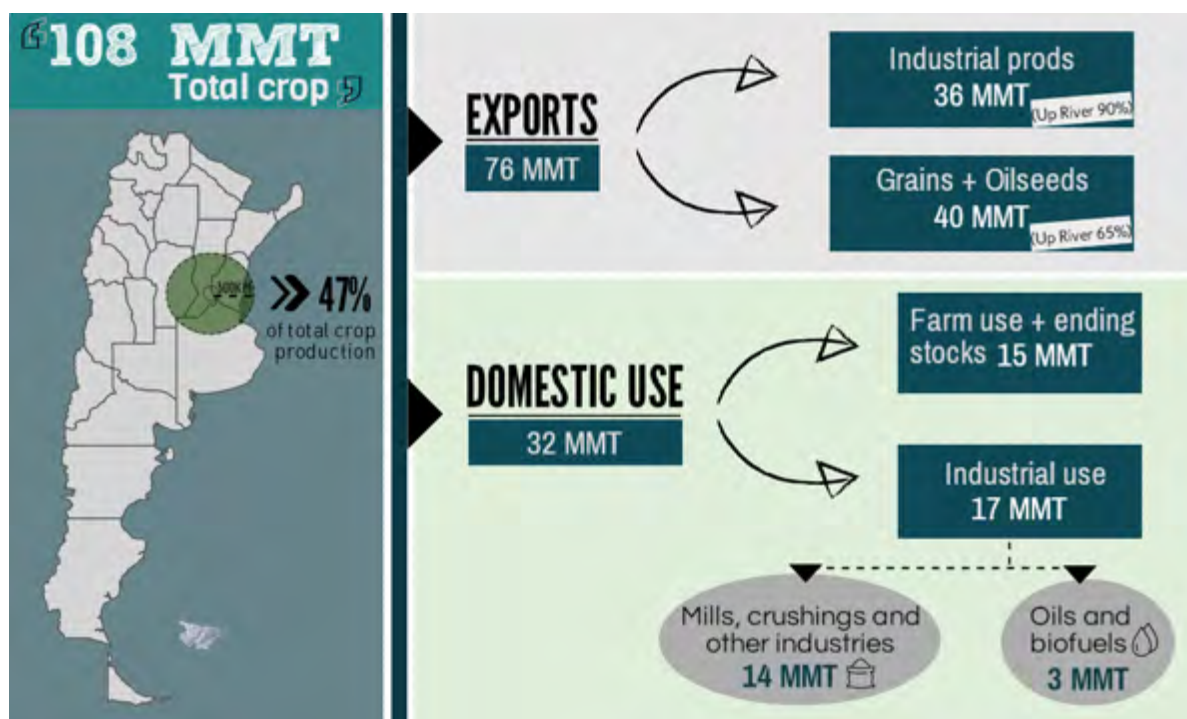 108 MMT
Total crop
47%
of total crop
production
EXPORTS
76 MMT
Industrial prods
36 MMT
(Up River 90%)
Grains + Oilseeds
40 MMT
(Up River 65%)
DOMESTIC USE
32 MMT
Farm use + ending
stocks 15 MMT
Industrial use
17 MMT
Mills, crushings and
other industries
14 MMT
Oils and
biofuels
3 MMT